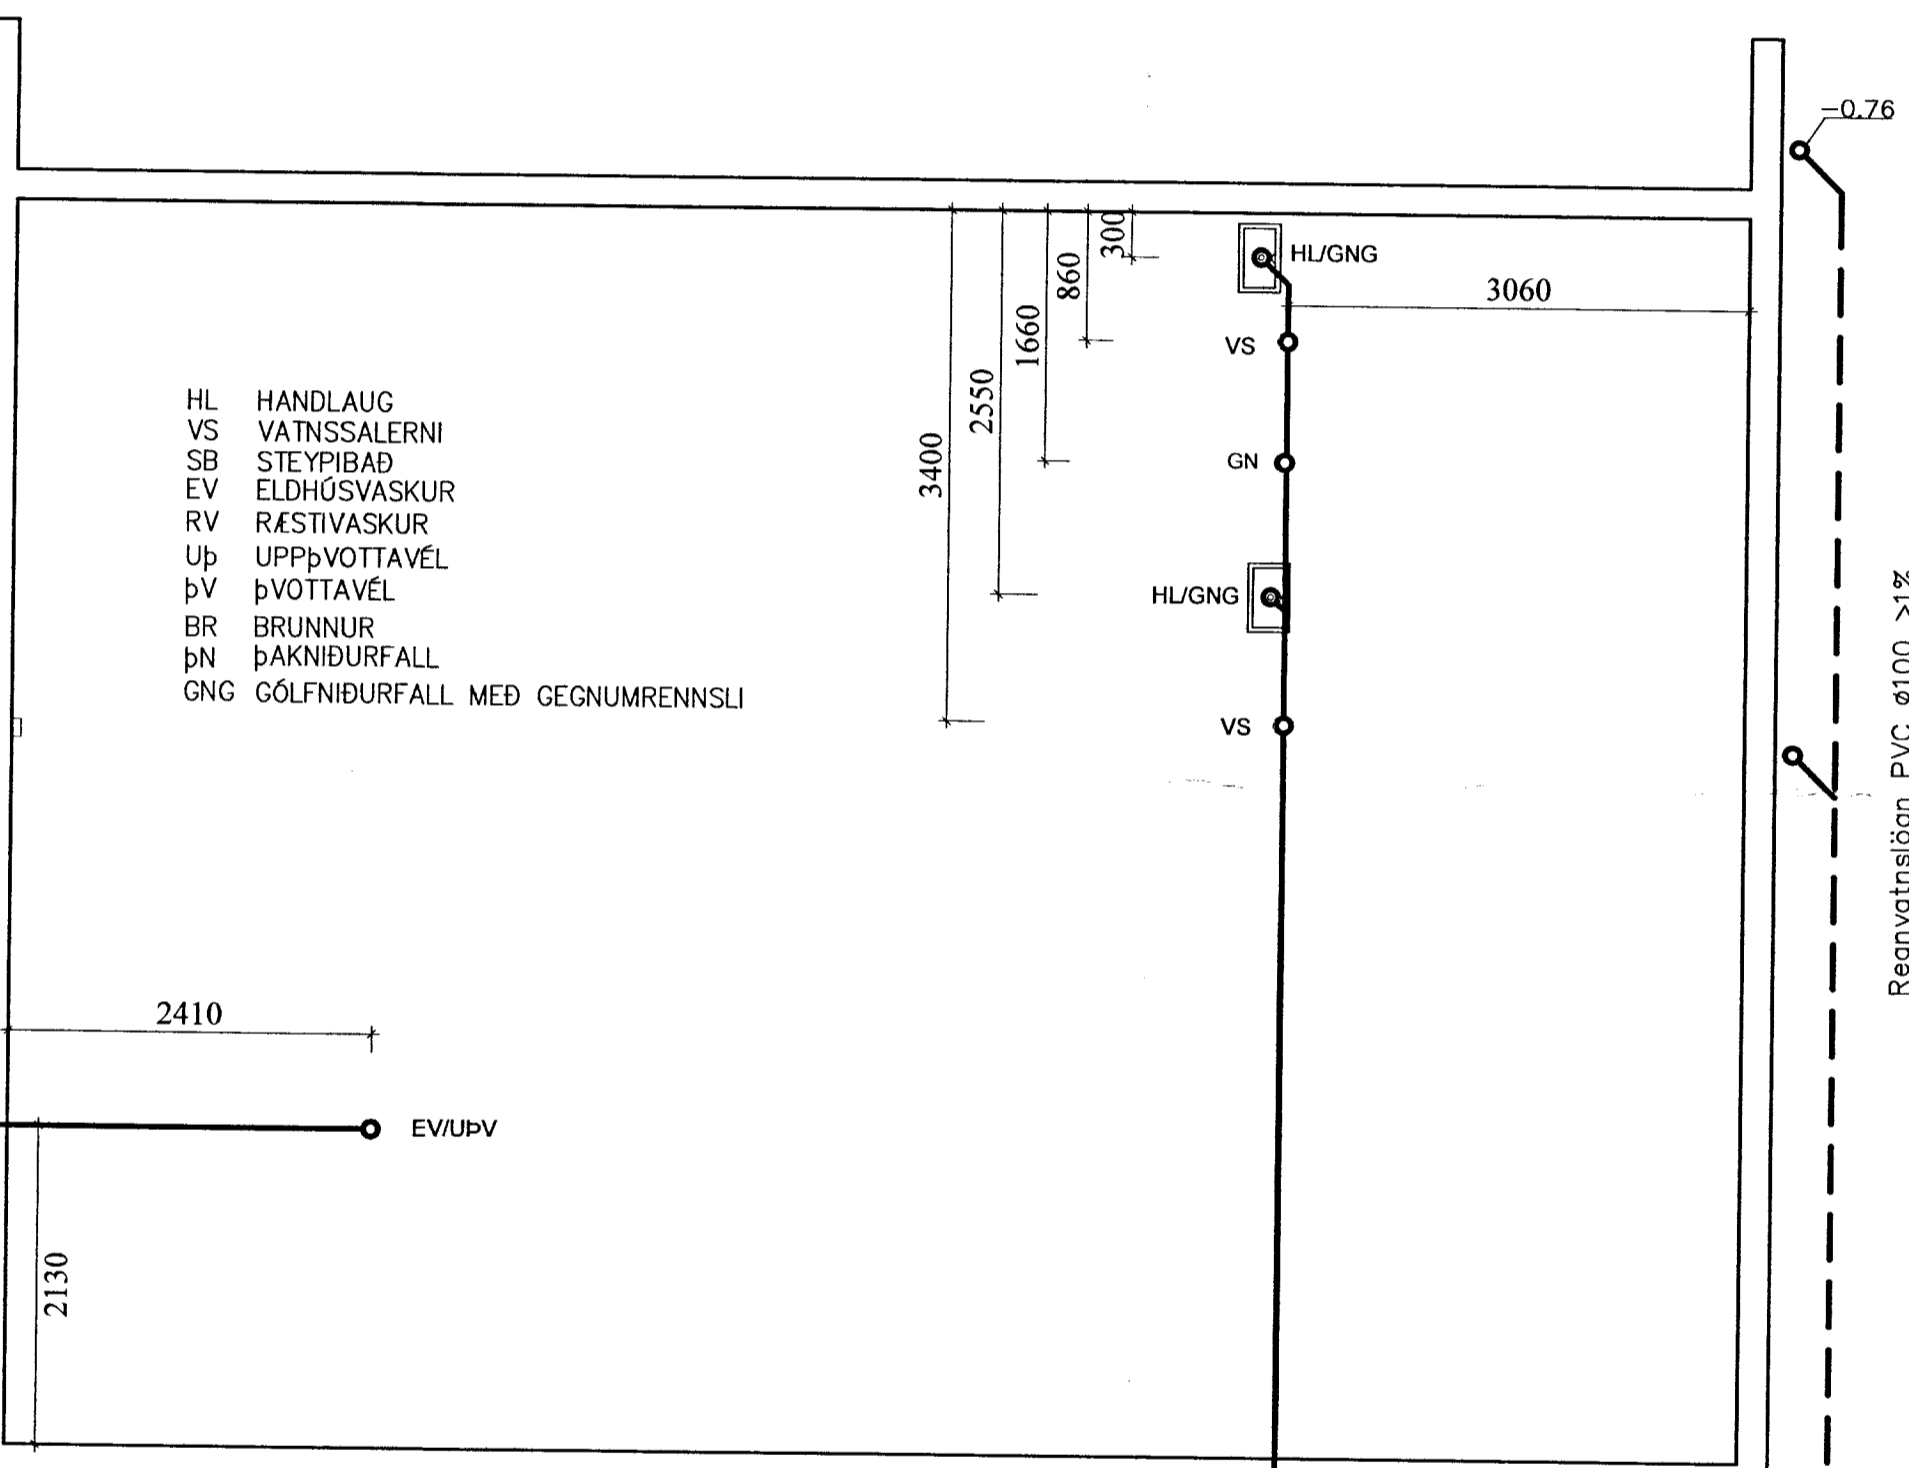 -0.76
300
HL/GNG
860
3060
1660
VS
2550
3400
GN
HL HANDLAUG
VS VATNSSALERNI
SB STEYPIBAÐ
EV ELDHÚSVASKUR
RV RÆSTIVASKUR
Uþ UPPþVOTTAVÉL
þV þVOTTAVÉL
BR BRUNNUR
þN þAKNIÐURFALL
GNG GÓLFNIÐURFALL MEÐ GEGNUMRENNSLI
HL/GNG
VS
Regnvatnslögn PVC ø100 >1%
2410
EV/UÞV
2130